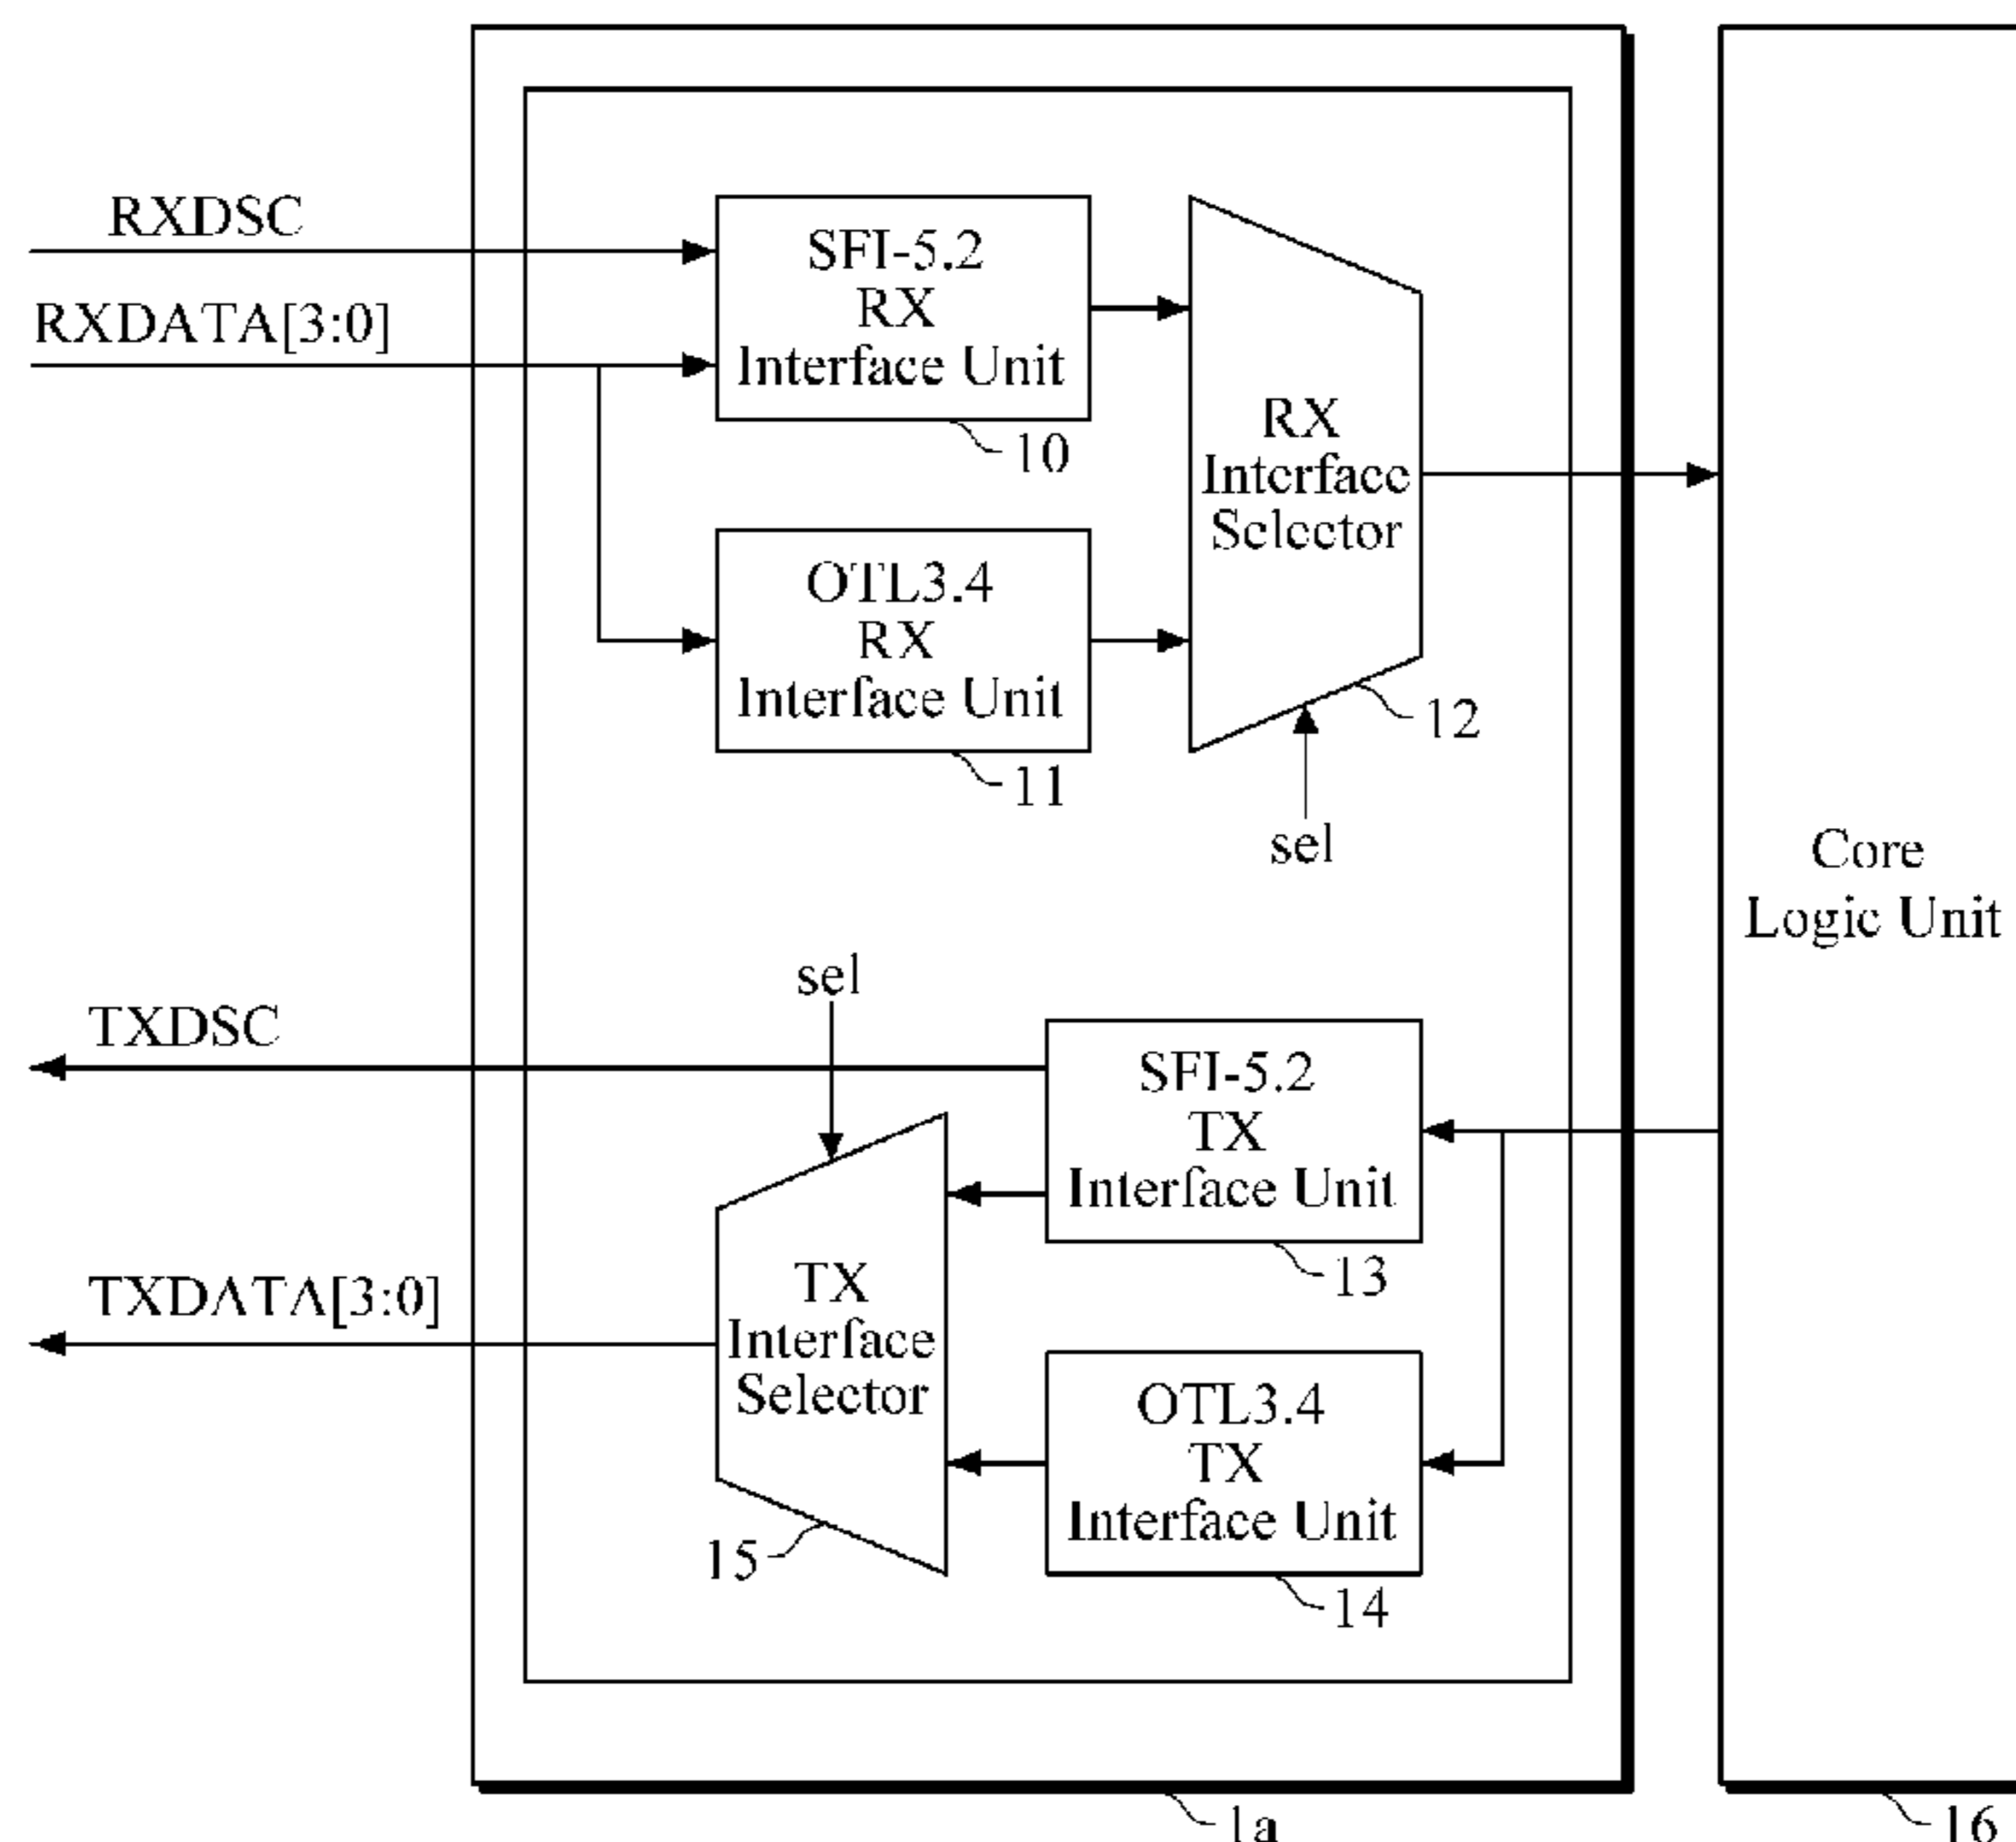 RXDSC
RXDATA[3:0]
SFI-5.2
RX
Interface Unit
10
OTL3.4
RX
Interface Unit
11
RX
Interface
Selector
12
sel
Core
Logic Unit
sel
TXDSC
TXDATA[3:0]
SFI-5.2
TX
Interface Unit
13
TX
Interface
Selector
15
OTL3.4
TX
Interface Unit
14
1a
16